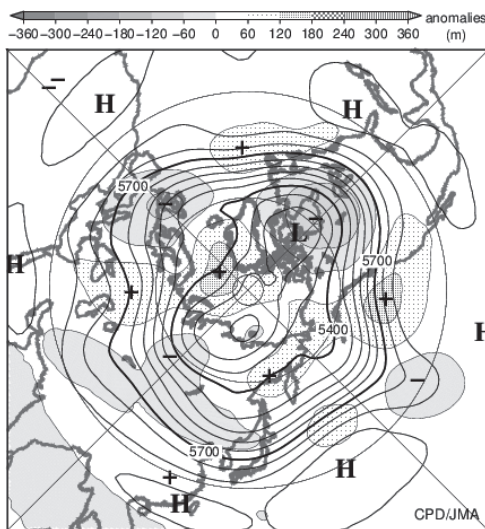 anomalies
−360 −300 −240 −180 −120 −60 0 60 120 180 240 300 360 (m)
− H H
−
5700 − + − L
H + + 5700 +
H
5400
− + −
5700
+ H
H
CPD/JMA